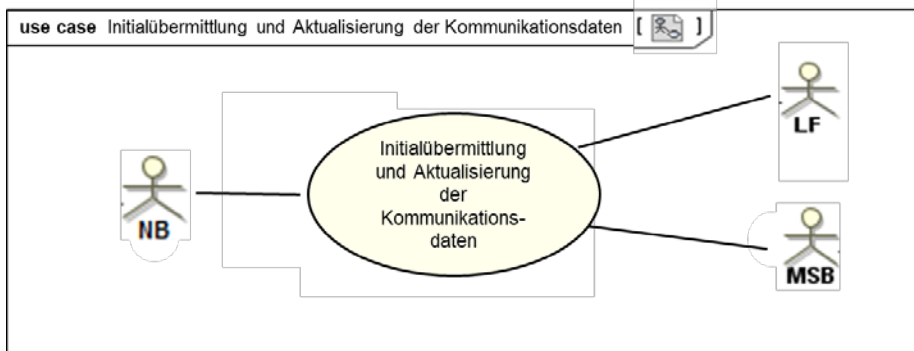 use case Initialübermittlung und Aktualisierung der Kommunikationsdaten [ ]
LF
Initialübermittlung
und Aktualisierung
der
Kommunikations-
daten
NB
MSB